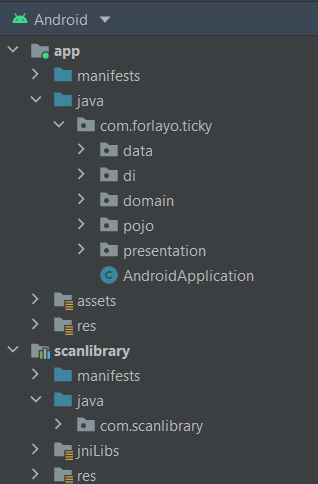 Android
app
manifests
java
com.forlayo.ticky
data
di
domain
pojo
presentation
C AndroidApplication
assets
res
scanlibrary
manifests
java
com.scanlibrary
jniLibs
res